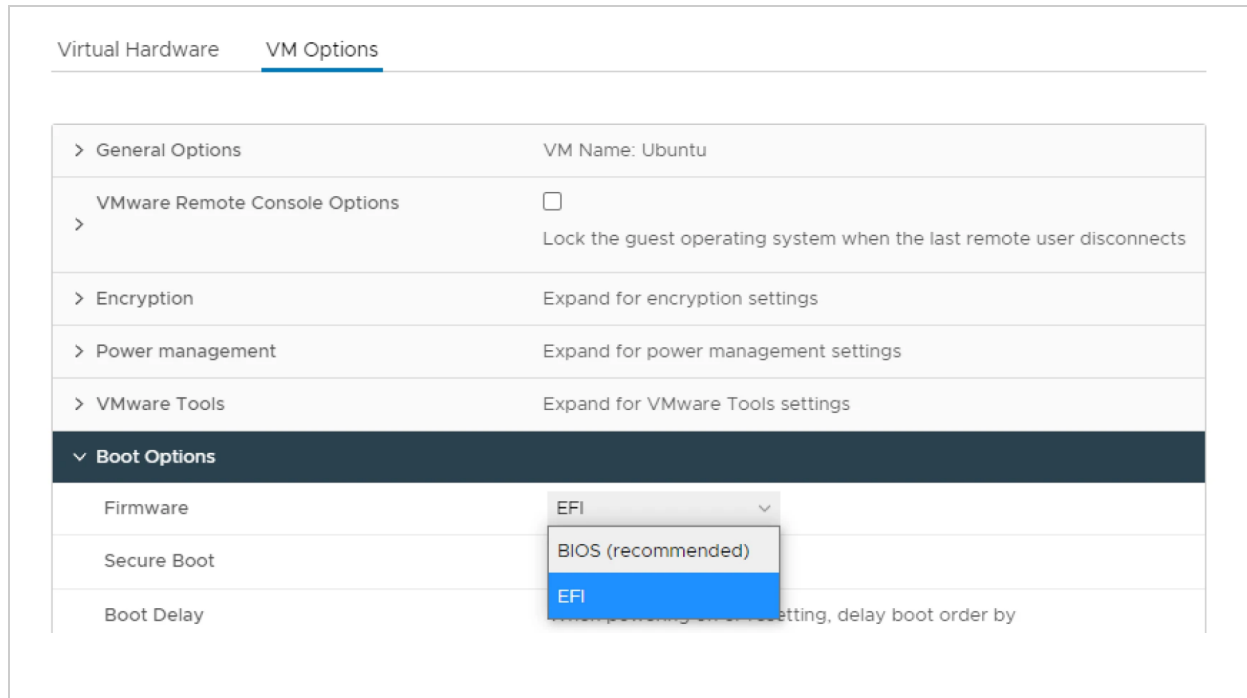 Virtual Hardware VM Options
General Options VM Name: Ubuntu
VMware Remote Console Options
Lock the guest operating system when the last remote user disconnects
Encryption Expand for encryption settings
Power management Expand for power management settings
VMware Tools Expand for VMware Tools settings
Boot Options
Firmware EFI
BIOS (recommended)
Secure Boot
EFI
Boot Delay delay boot order by